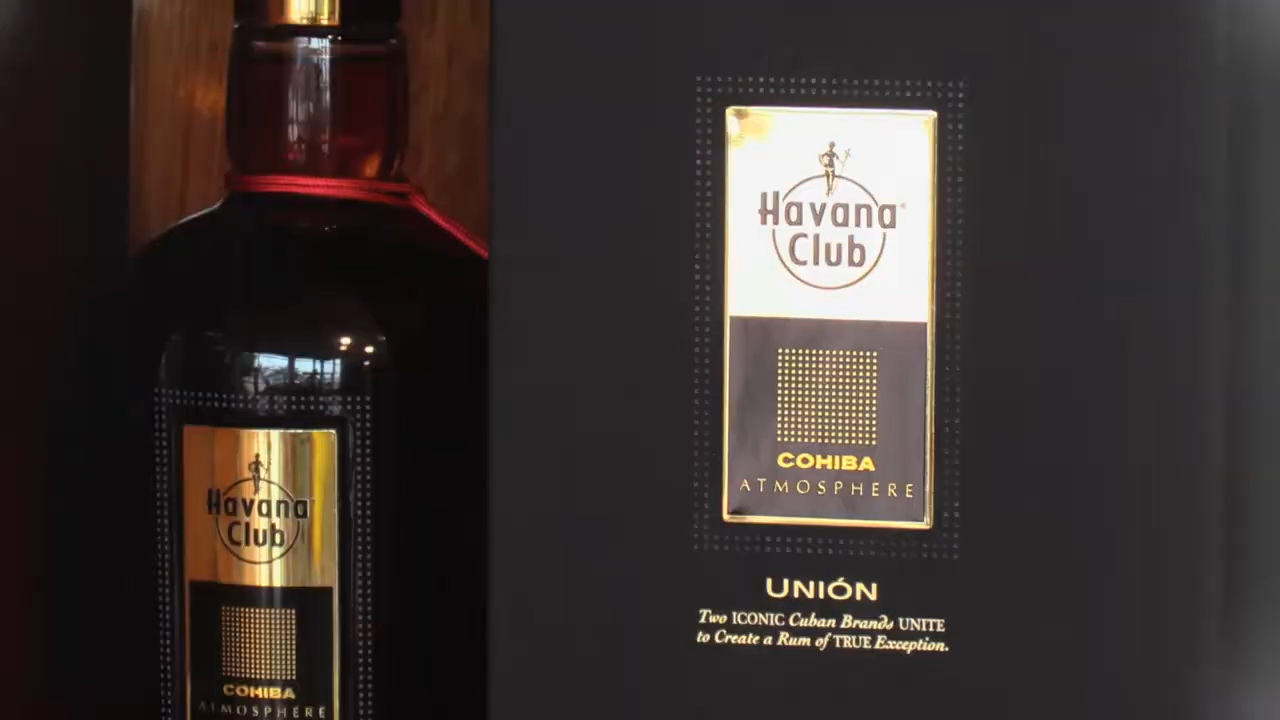 Havana
Club
COHIBA
ATMOSPHERE
Havana®
Club
COHIBA
ATMOSPHERE
UNIÓN
Two ICONIC Cuban Brands UNITE
to Create a Rum of TRUE Exception.